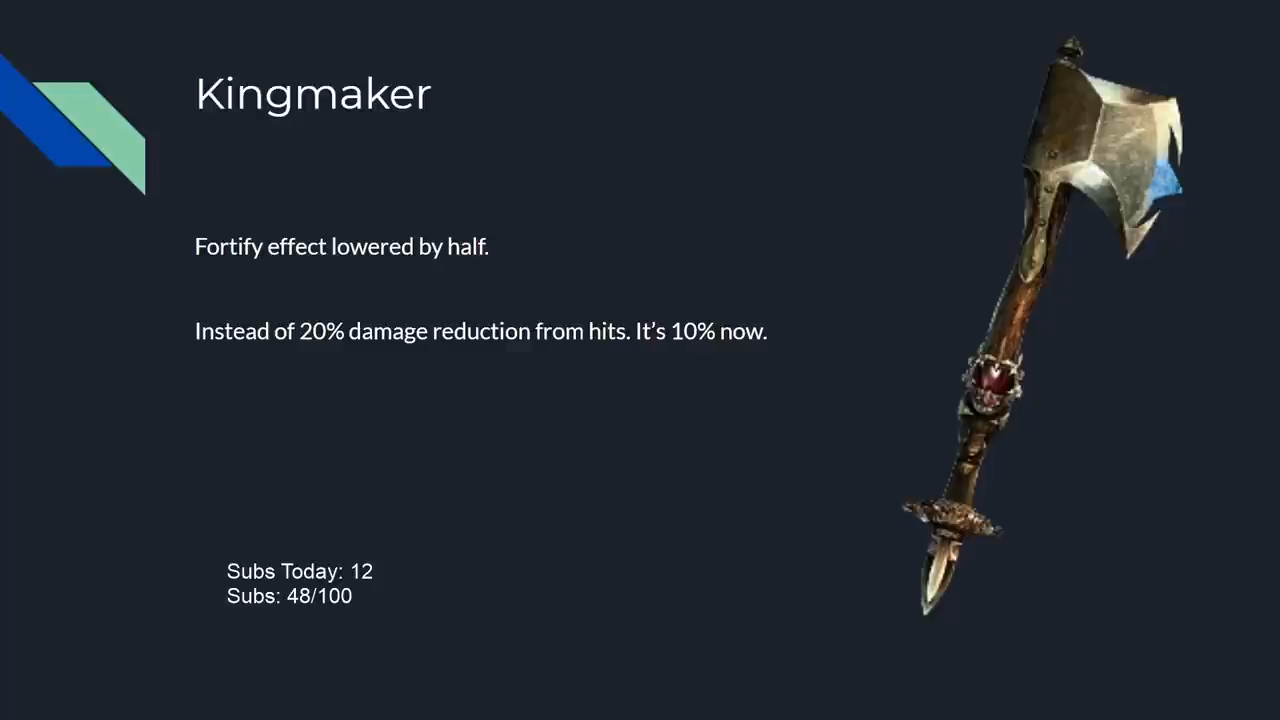 Kingmaker
Fortify effect lowered by half.
Instead of 20% damage reduction from hits. It’s 10% now.
Subs Today: 12
Subs: 48/100